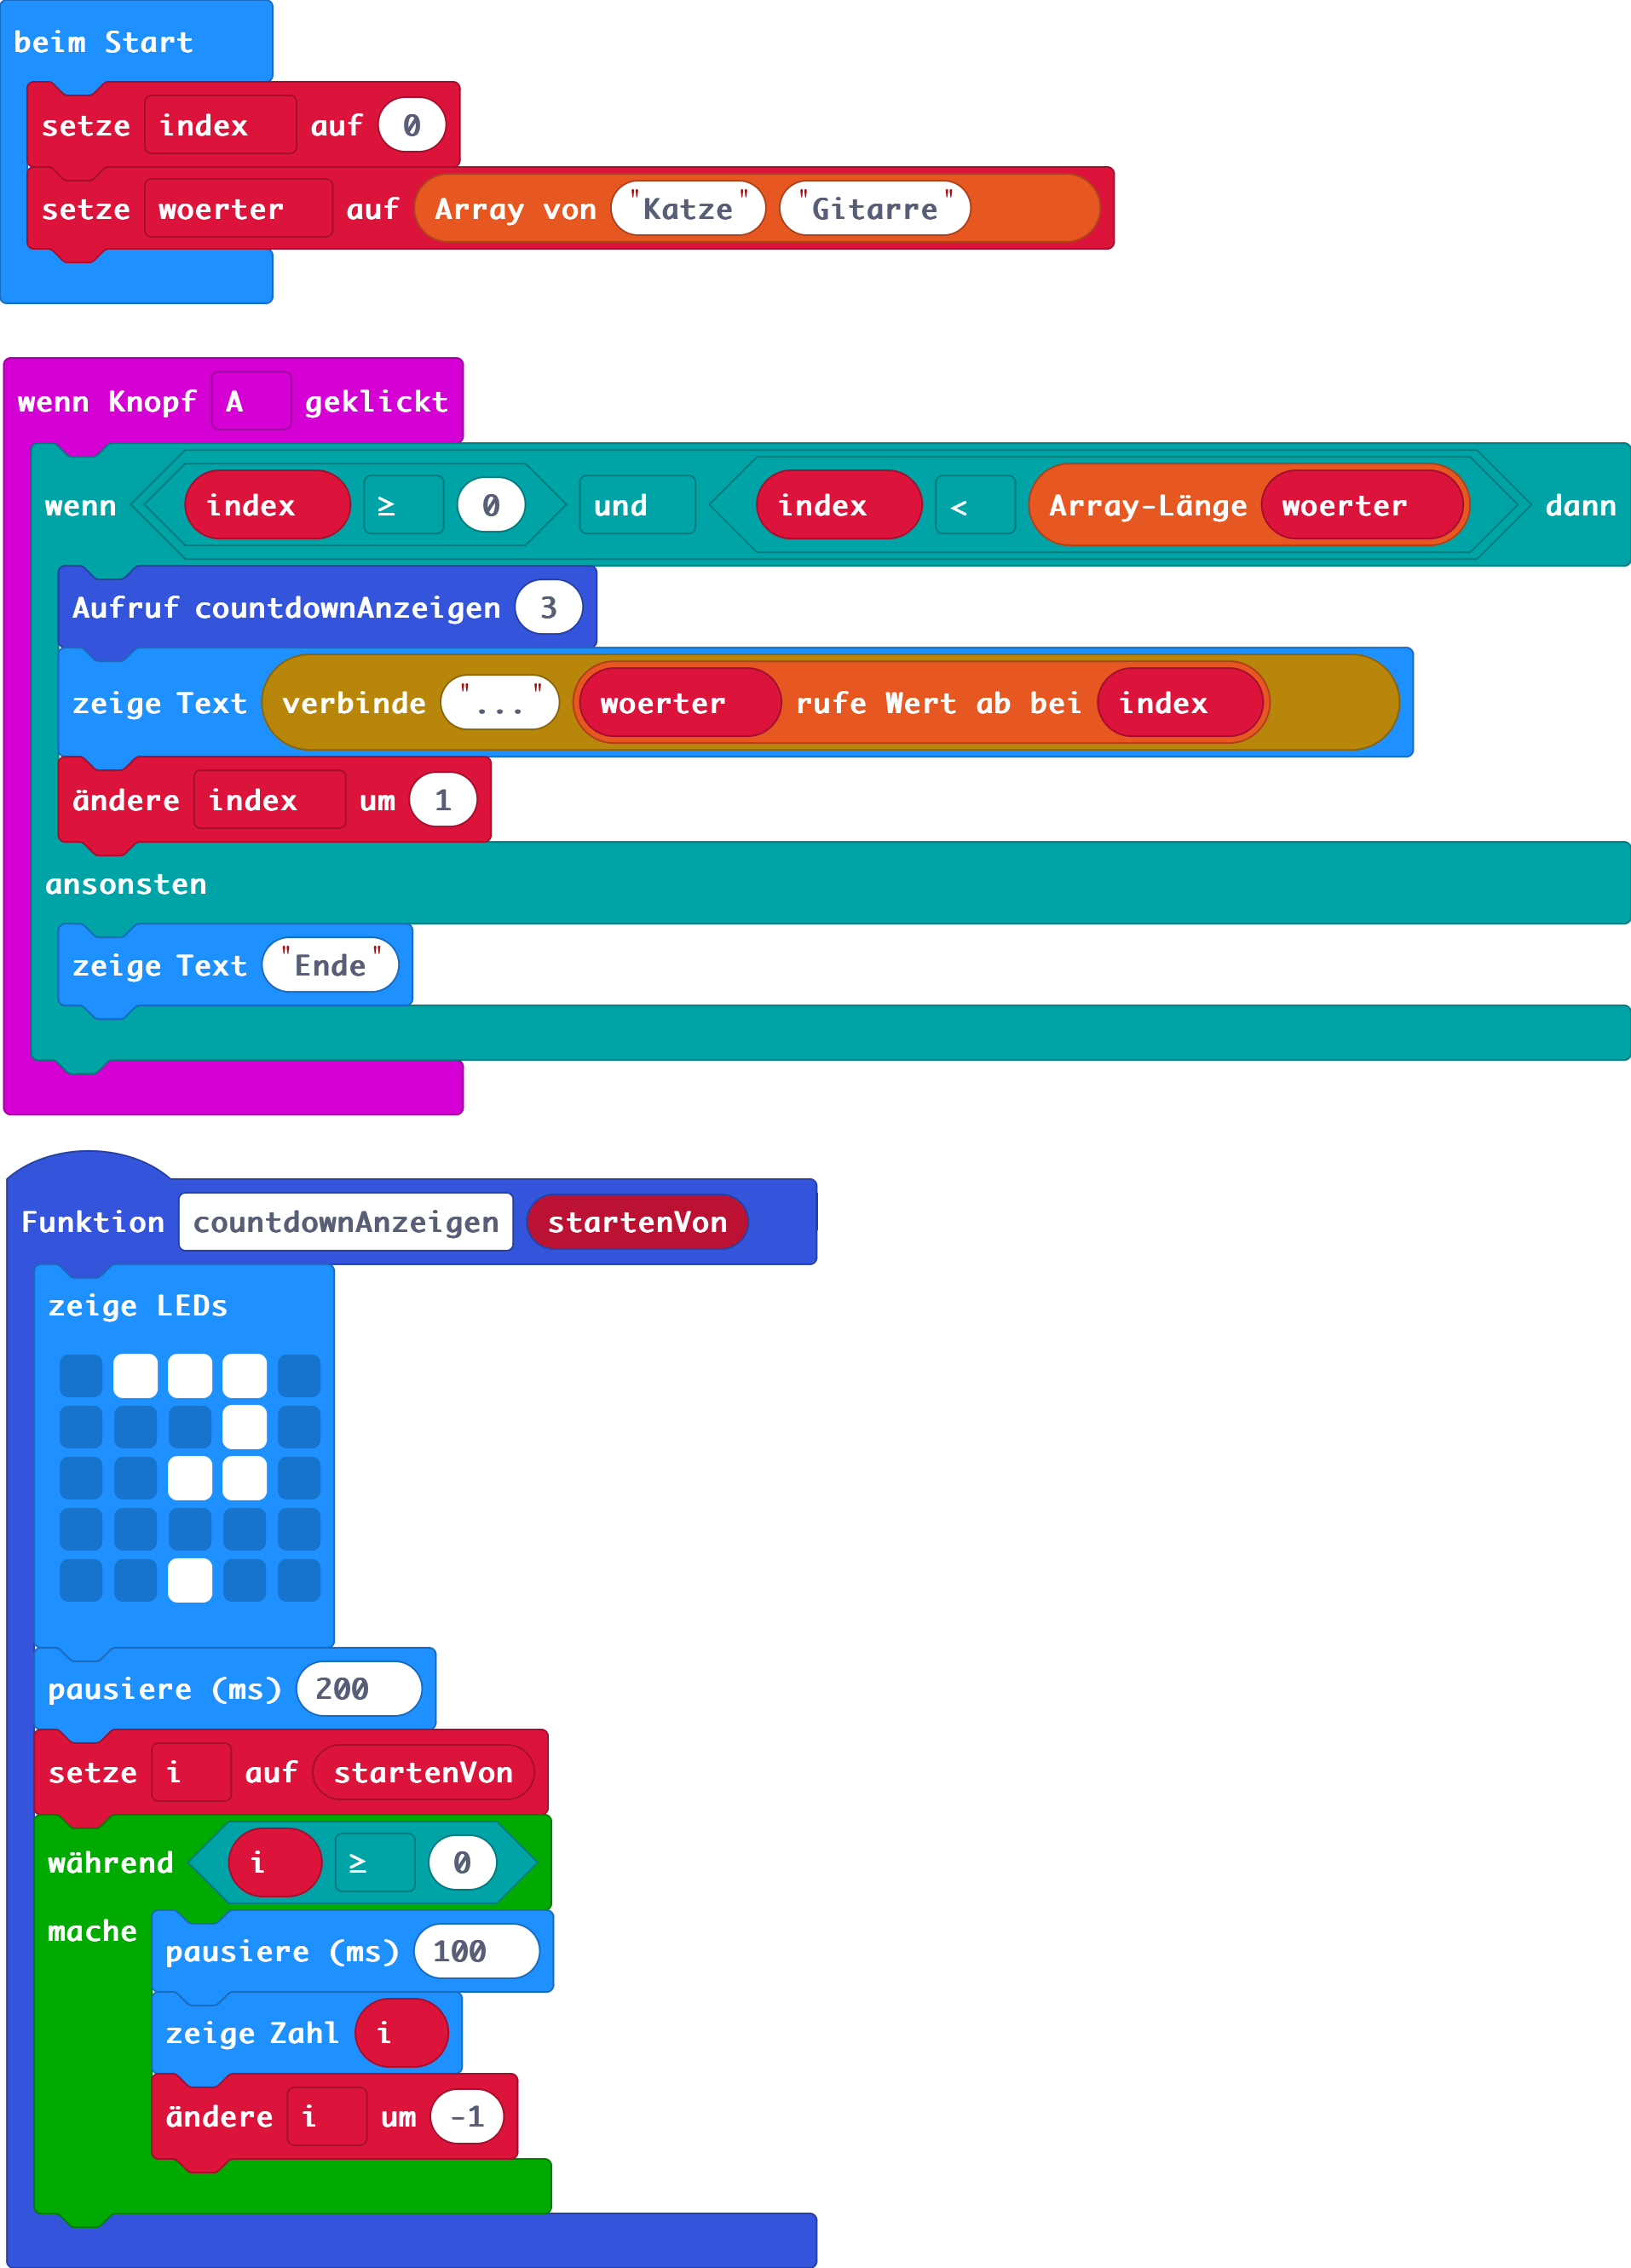 beim Start
setze index auf 0
setze woerter auf Array von "Katze" "Gitarre"
wenn Knopf A geklickt
wenn index ≥ 0 und index < Array-Länge woerter dann
Aufruf countdownAnzeigen 3
zeige Text verbinde "..." woerter rufe Wert ab bei index
ändere index um 1
ansonsten
zeige Text "Ende"
Funktion countdownAnzeigen startenVon
zeige LEDs
pausiere (ms) 200
setze i auf startenVon
während i ≥ 0
mache
pausiere (ms) 100
zeige Zahl i
ändere i um -1